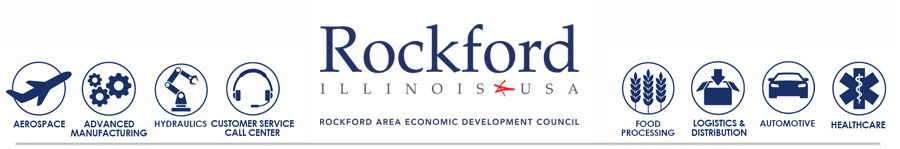 Rockford
ILLINOIS USA
ROCKFORD AREA ECONOMIC DEVELOPMENT COUNCIL
AEROSPACE
ADVANCED
MANUFACTURING
HYDRAULICS
CUSTOMER SERVICE
CALL CENTER
FOOD
PROCESSING
LOGISTICS &
DISTRIBUTION
AUTOMOTIVE
HEALTHCARE